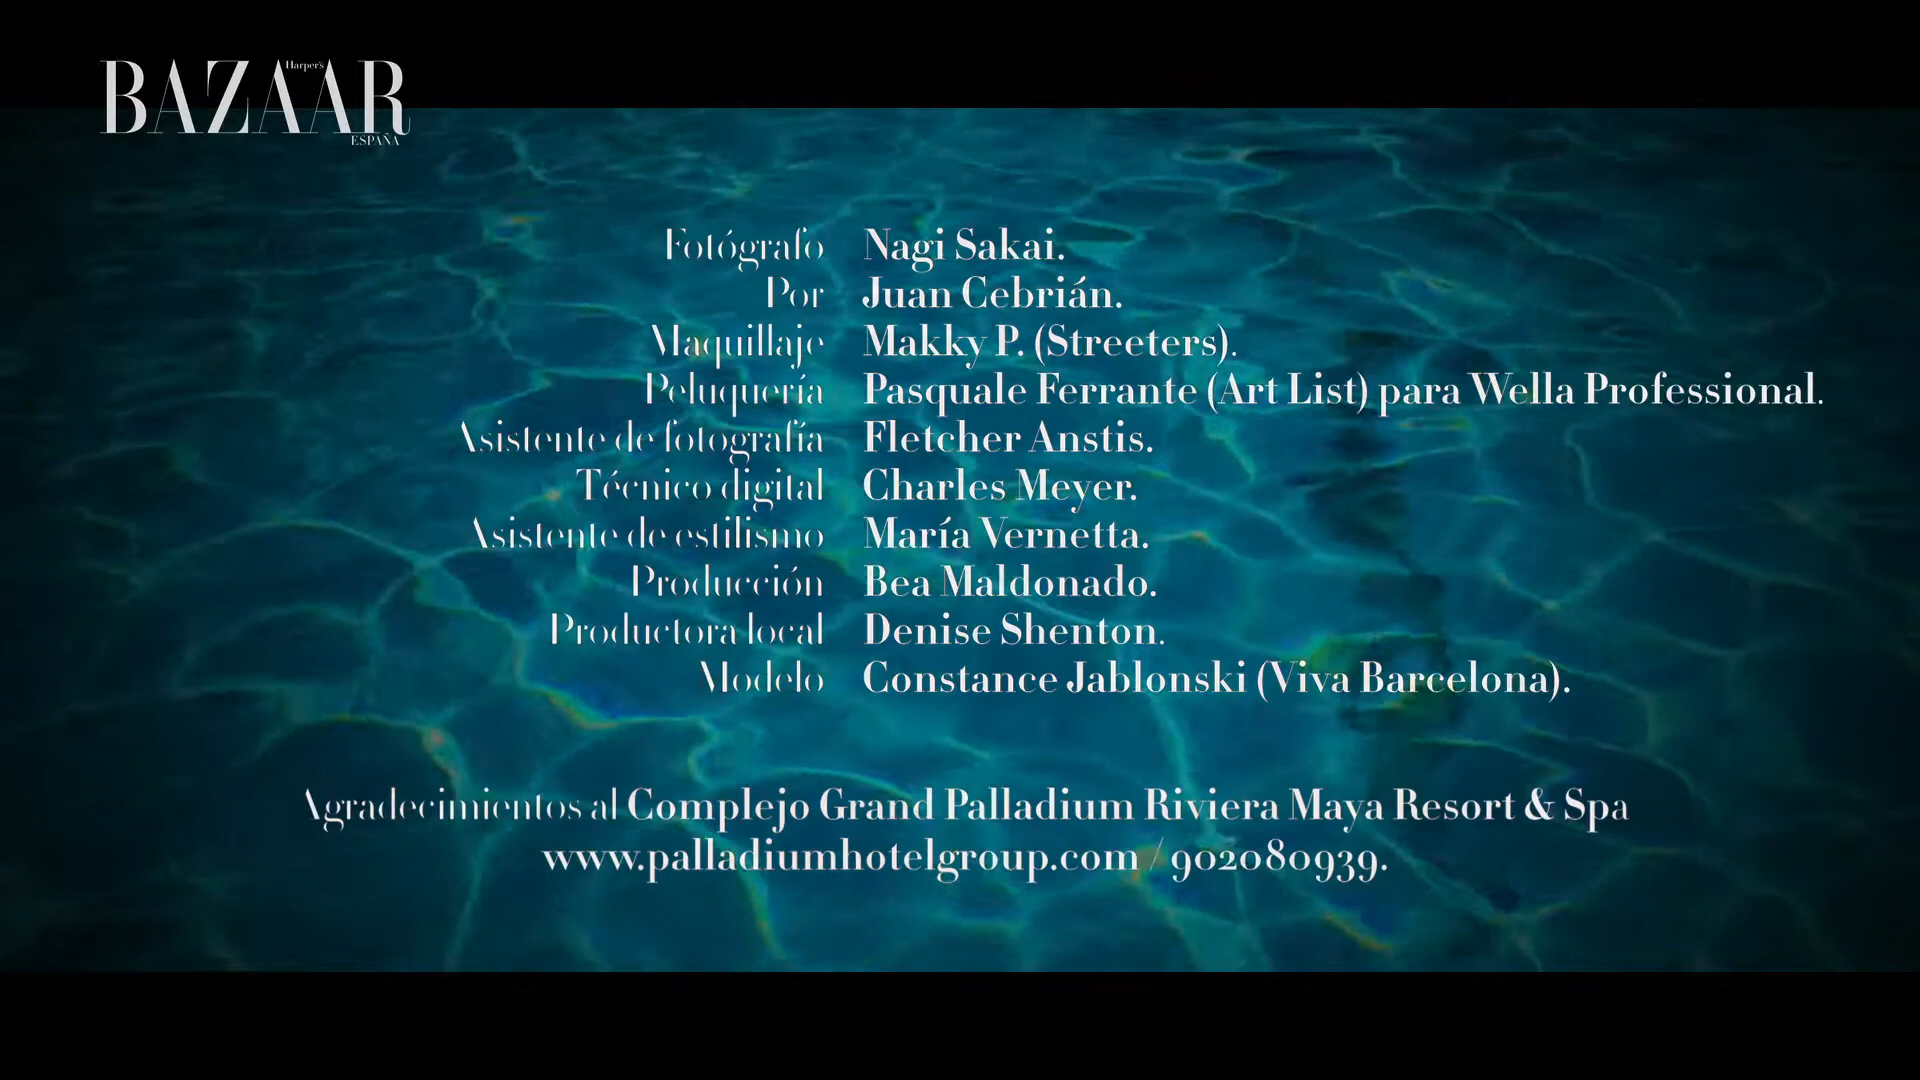 Harper's
BAZAAR
ESPAÑA
Fotógrafo Nagi Sakai.
Por Juan Cebrián.
Maquillaje Makky P. (Streeters).
Peluquería Pasquale Ferrante (Art List) para Wella Professional.
Asistente de fotografía Fletcher Anstis.
Técnico digital Charles Meyer.
Asistente de estilismo María Vernetta.
Producción Bea Maldonado.
Productora local Denise Shenton.
Modelo Constance Jablonski (Viva Barcelona).
Agradecimientos al Complejo Grand Palladium Riviera Maya Resort & Spa
www.palladiumhotelgroup.com / 902080939.